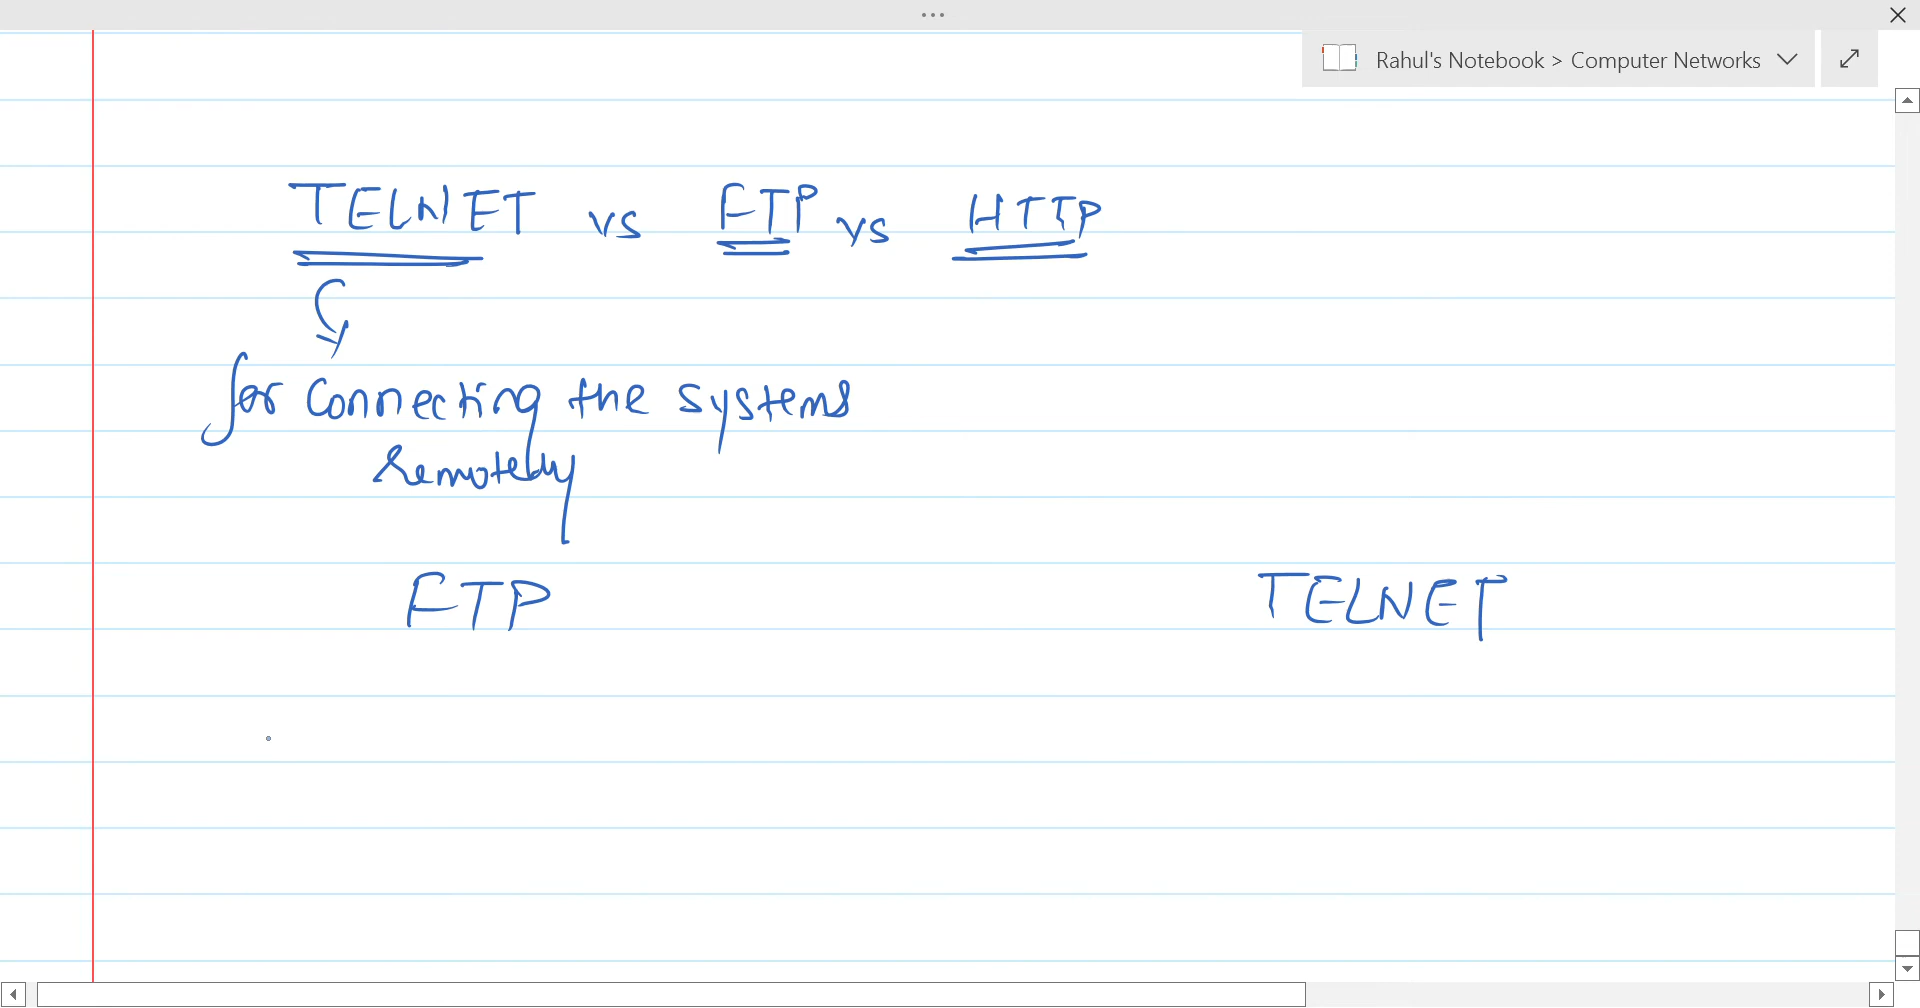 Rahul's Notebook > Computer Networks
TELNET vs FTP vs HTTP
for connecting the systems
remotely
FTP TELNET